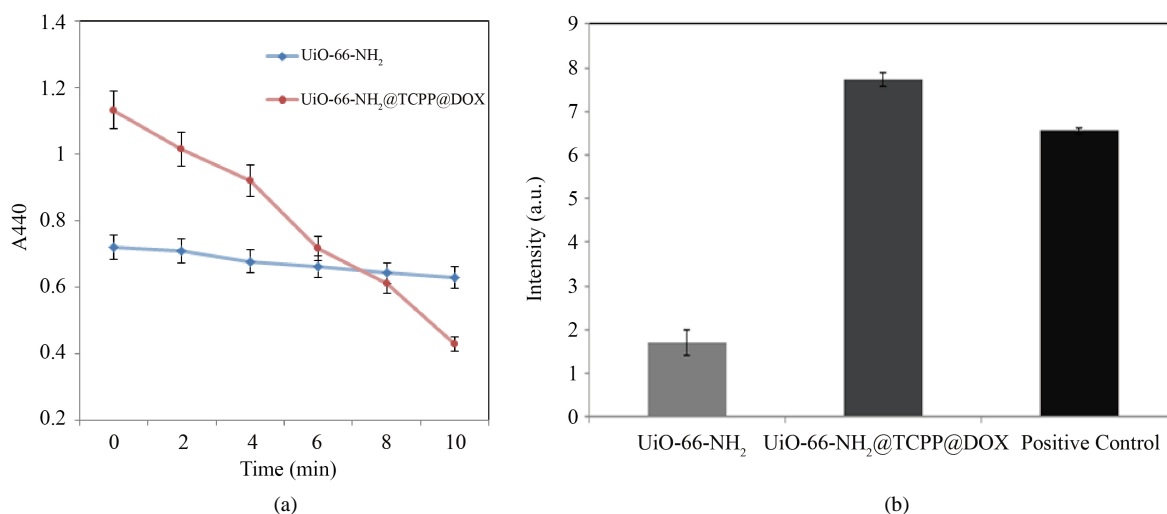 1.4
1.2
1
0.8
0.6
0.4
0.2
A440
UiO-66-NH₂
UiO-66-NH₂@TCPP@DOX
0 2 4 6 8 10
Time (min)
(a)
9
8
7
6
5
4
3
2
1
0
Intensity (a.u.)
UiO-66-NH₂ UiO-66-NH₂@TCPP@DOX Positive Control
(b)